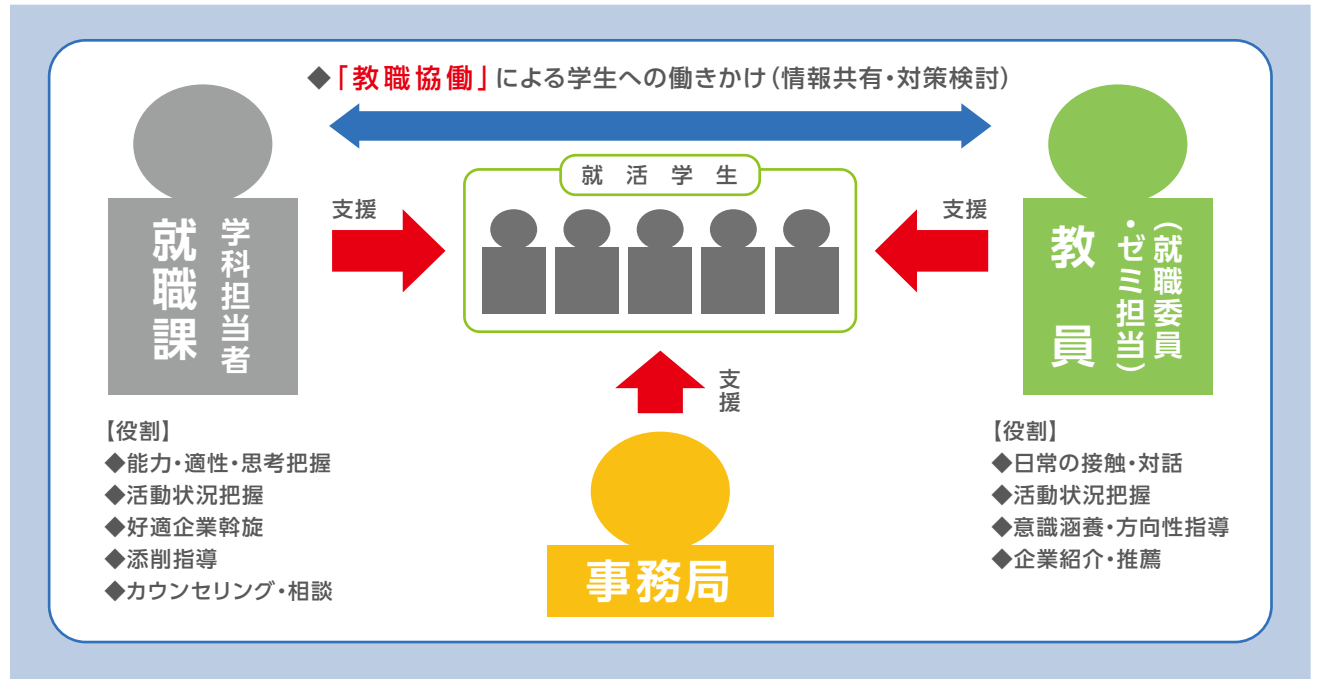 ◆「教職協働」による学生への働きかけ(情報共有・対策検討)
就活学生
支援
支援
学科担当者
就職課
(就職委員
・ゼミ担当)
教員
支援
事務局
【役割】
◆能力・適性・思考把握
◆活動状況把握
◆好適企業斡旋
◆添削指導
◆カウンセリング・相談
【役割】
◆日常の接触・対話
◆活動状況把握
◆意識涵養・方向性指導
◆企業紹介・推薦